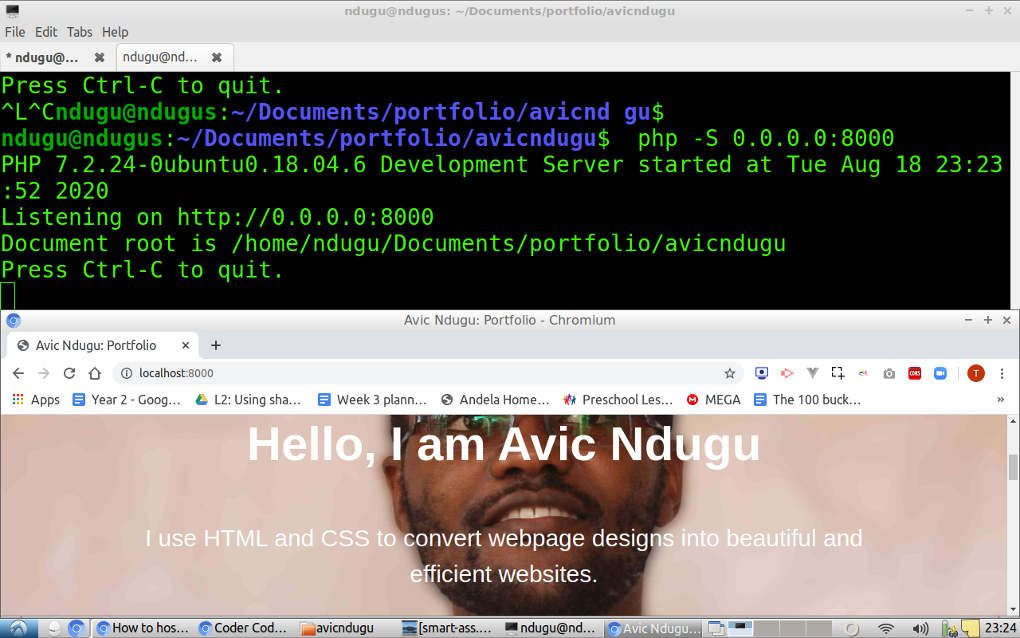 ndugu@ndugus: ~/Documents/portfolio/avicndugu
File Edit Tabs Help
* ndugu@... ndugu@nd...
Press Ctrl-C to quit.
^L^Cndugu@ndugus:~/Documents/portfolio/avicnd gu$
ndugu@ndugus:~/Documents/portfolio/avicndugu$  php -S 0.0.0.0:8000
PHP 7.2.24-0ubuntu0.18.04.6 Development Server started at Tue Aug 18 23:23
:52 2020
Listening on http://0.0.0.0:8000
Document root is /home/ndugu/Documents/portfolio/avicndugu
Press Ctrl-C to quit.
Avic Ndugu: Portfolio - Chromium
Avic Ndugu: Portfolio
localhost:8000 CORS T
Apps Year 2 - Goog... L2: Using sha... Week 3 plann... Andela Home... Preschool Les... MEGA The 100 buck... »
Hello, I am Avic Ndugu
I use HTML and CSS to convert webpage designs into beautiful and
efficient websites.
How to hos... Coder Cod... avicndugu [smart-ass.... ndugu@nd... Avic Ndugu... 23:24